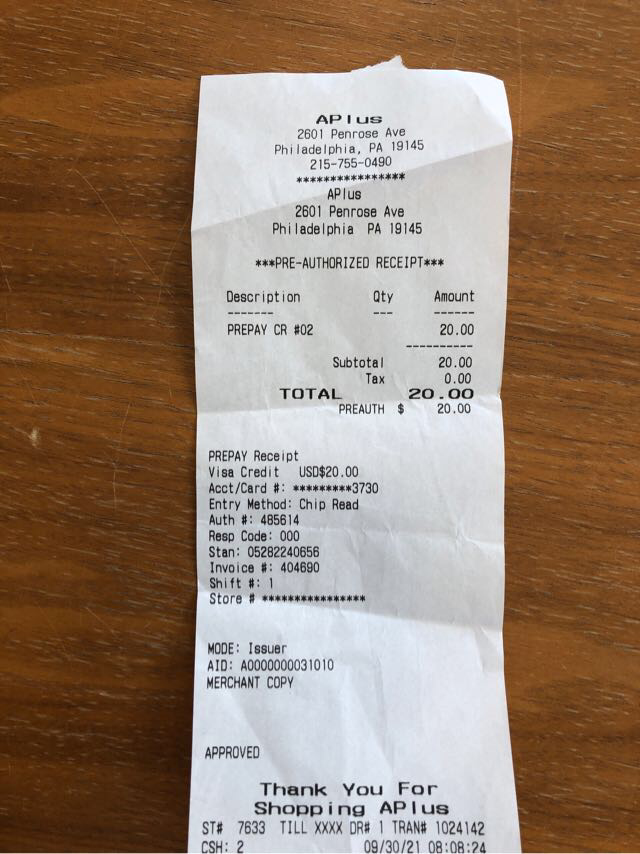 APlus
2601 Penrose Ave
Philadelphia, PA 19145
215-755-0490
****************
APlus
2601 Penrose Ave
Philadelphia PA 19145
***PRE-AUTHORIZED RECEIPT***
Description Qty Amount
------- --- ------
PREPAY CR #02 20.00
----------
Subtotal 20.00
Tax 0.00
TOTAL 20.00
PREAUTH $ 20.00
PREPAY Receipt
Visa Credit USD$20.00
Acct/Card #: *********3730
Entry Method: Chip Read
Auth #: 485614
Resp Code: 000
Stan: 05282240656
Invoice #: 404690
Shift #: 1
Store # ****************
MODE: Issuer
AID: A0000000031010
MERCHANT COPY
APPROVED
Thank You For
Shopping APlus
ST# 7633 TILL XXXX DR# 1 TRAN# 1024142
CSH: 2 09/30/21 08:08:24